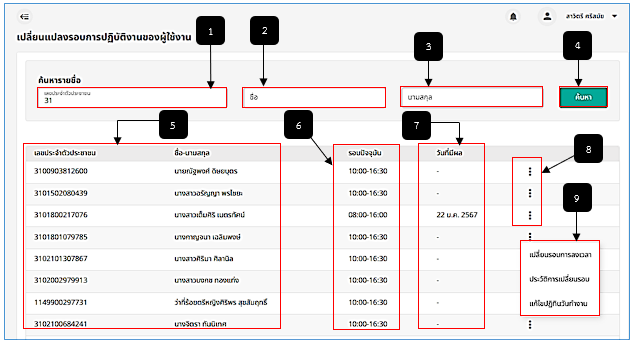 ลาวิตรี ศรีสมัย
เปลี่ยนแปลงรอบการปฏิบัติงานของผู้ใช้งาน
1
2
3
4
ค้นหารายชื่อ
เลขประจำตัวประชาชน
31
ชื่อ
นามสกุล
ค้นหา
5
6
7
8
9
เลขประจำตัวประชาชน ชื่อ-นามสกุล รอบปัจจุบัน วันที่มีผล
3100903812600 นายณัฐพงศ์ ดิษยบุตร 10:00-16:30 -
3101502080439 นางสาวอรัญญา พรไชยะ 10:00-16:30 -
3101800217076 นางสาวเต็มศิริ เนตรทัศน์ 08:00-16:00 22 ม.ค. 2567
3101801079785 นางกาญจนา เฉลิมพงษ์ 10:00-16:30 -
3102101307867 นางสาวศิรินา ศิลานิล 10:00-16:30 -
3102002979913 นางสาวมงกช ทองแท่ง 10:00-16:30 -
1149900297731 ว่าที่ร้อยตรีหญิงศิริพร สุขสัมฤทธิ์ 10:00-16:30 -
3102100684241 นางจิตรา ทันนิเทศ 10:00-16:30 -
เปลี่ยนรอบการลงเวลา
ประวัติการเปลี่ยนรอบ
แก้ไขปฏิทินวันทำงาน